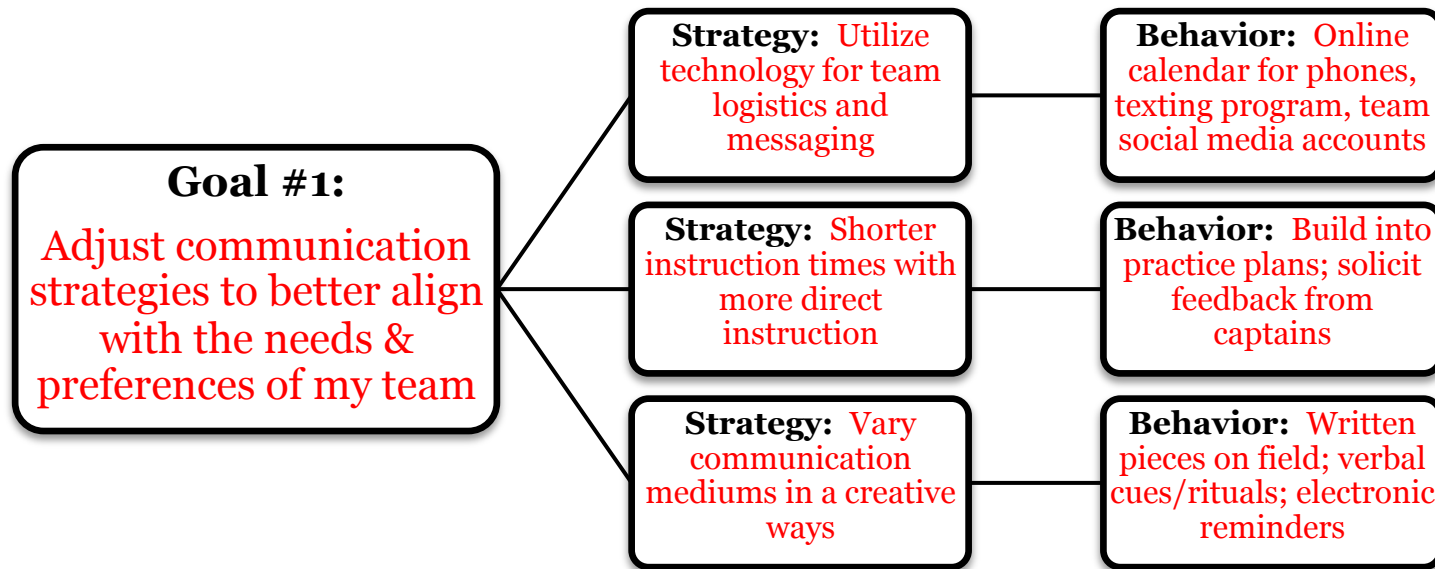 Goal #1:
Adjust communication
strategies to better align
with the needs &
preferences of my team
Strategy: Utilize
technology for team
logistics and
messaging
Behavior: Online
calendar for phones,
texting program, team
social media accounts
Strategy: Shorter
instruction times with
more direct
instruction
Behavior: Build into
practice plans; solicit
feedback from
captains
Strategy: Vary
communication
mediums in a creative
ways
Behavior: Written
pieces on field; verbal
cues/rituals; electronic
reminders